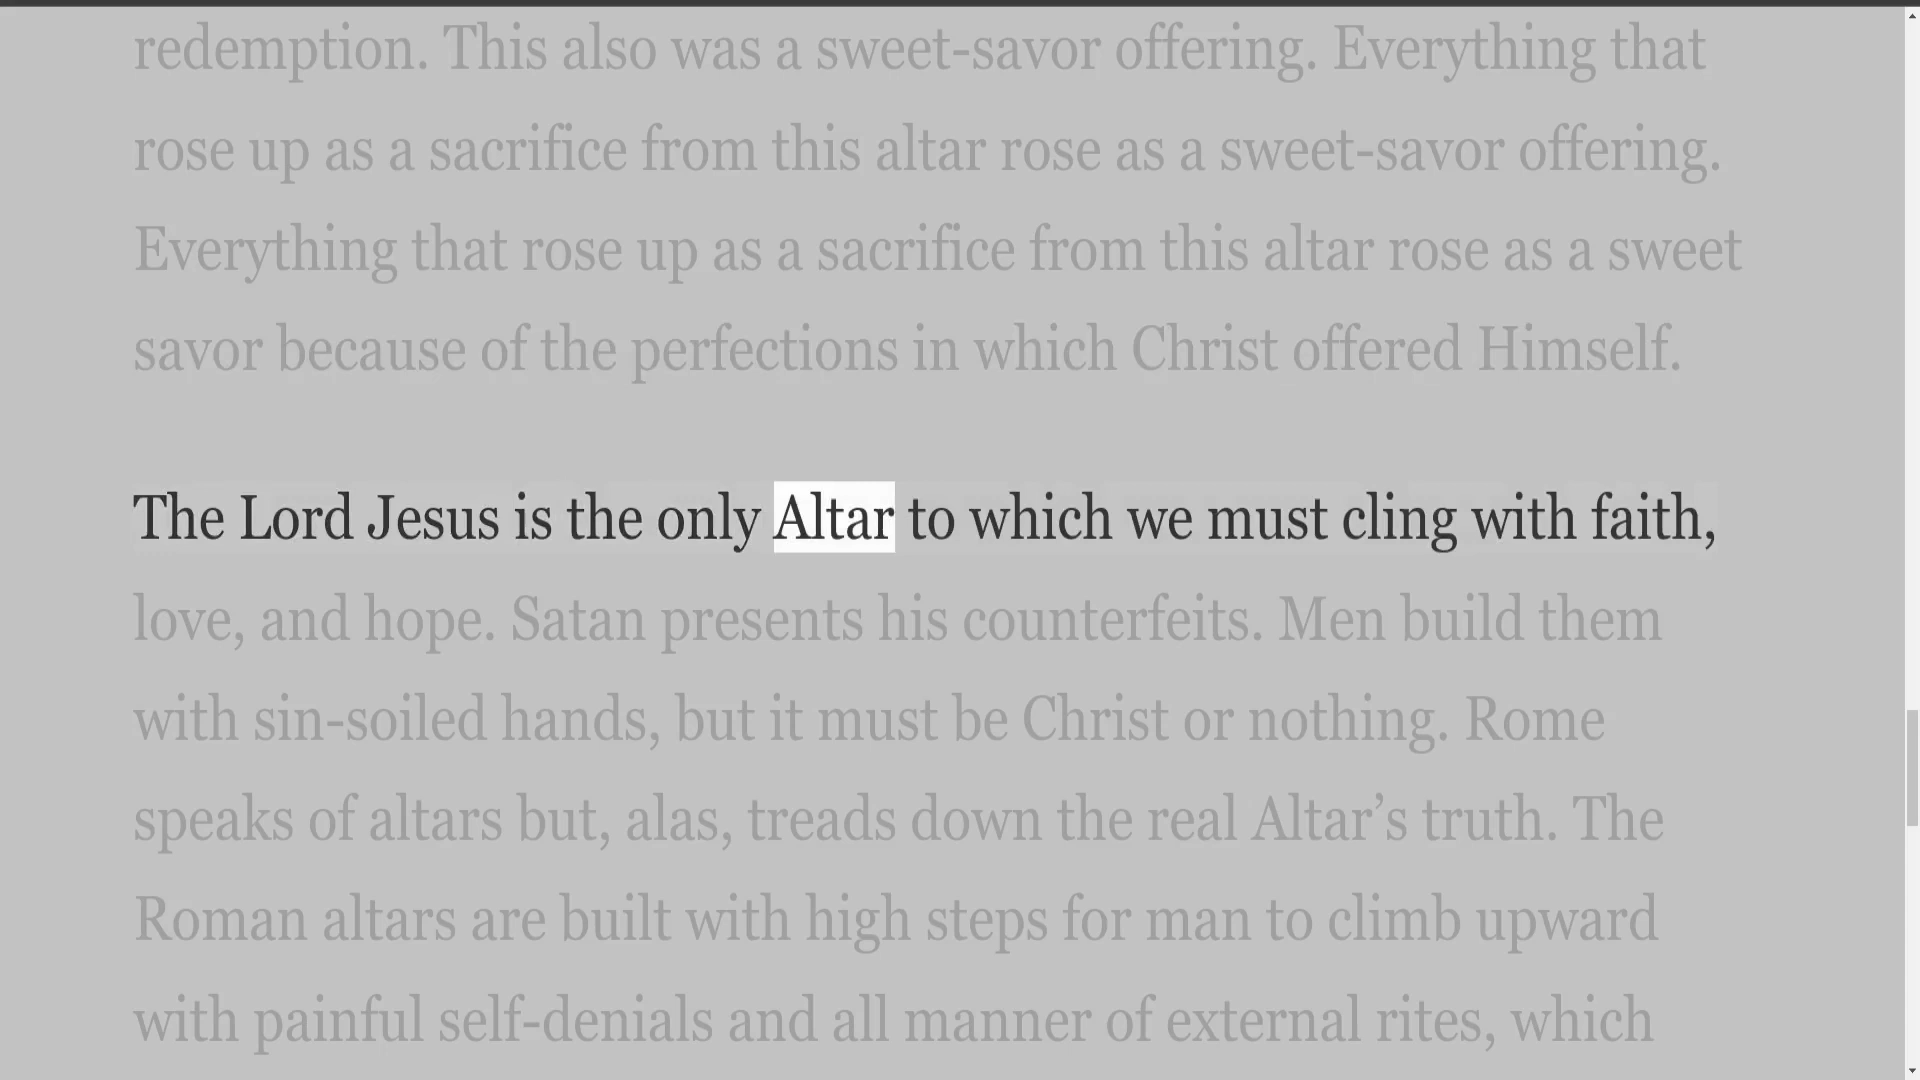 redemption. This also was a sweet-savor offering. Everything that
rose up as a sacrifice from this altar rose as a sweet-savor offering.
Everything that rose up as a sacrifice from this altar rose as a sweet
savor because of the perfections in which Christ offered Himself.
The Lord Jesus is the only Altar to which we must cling with faith,
love, and hope. Satan presents his counterfeits. Men build them
with sin-soiled hands, but it must be Christ or nothing. Rome
speaks of altars but, alas, treads down the real Altar’s truth. The
Roman altars are built with high steps for man to climb upward
with painful self-denials and all manner of external rites, which